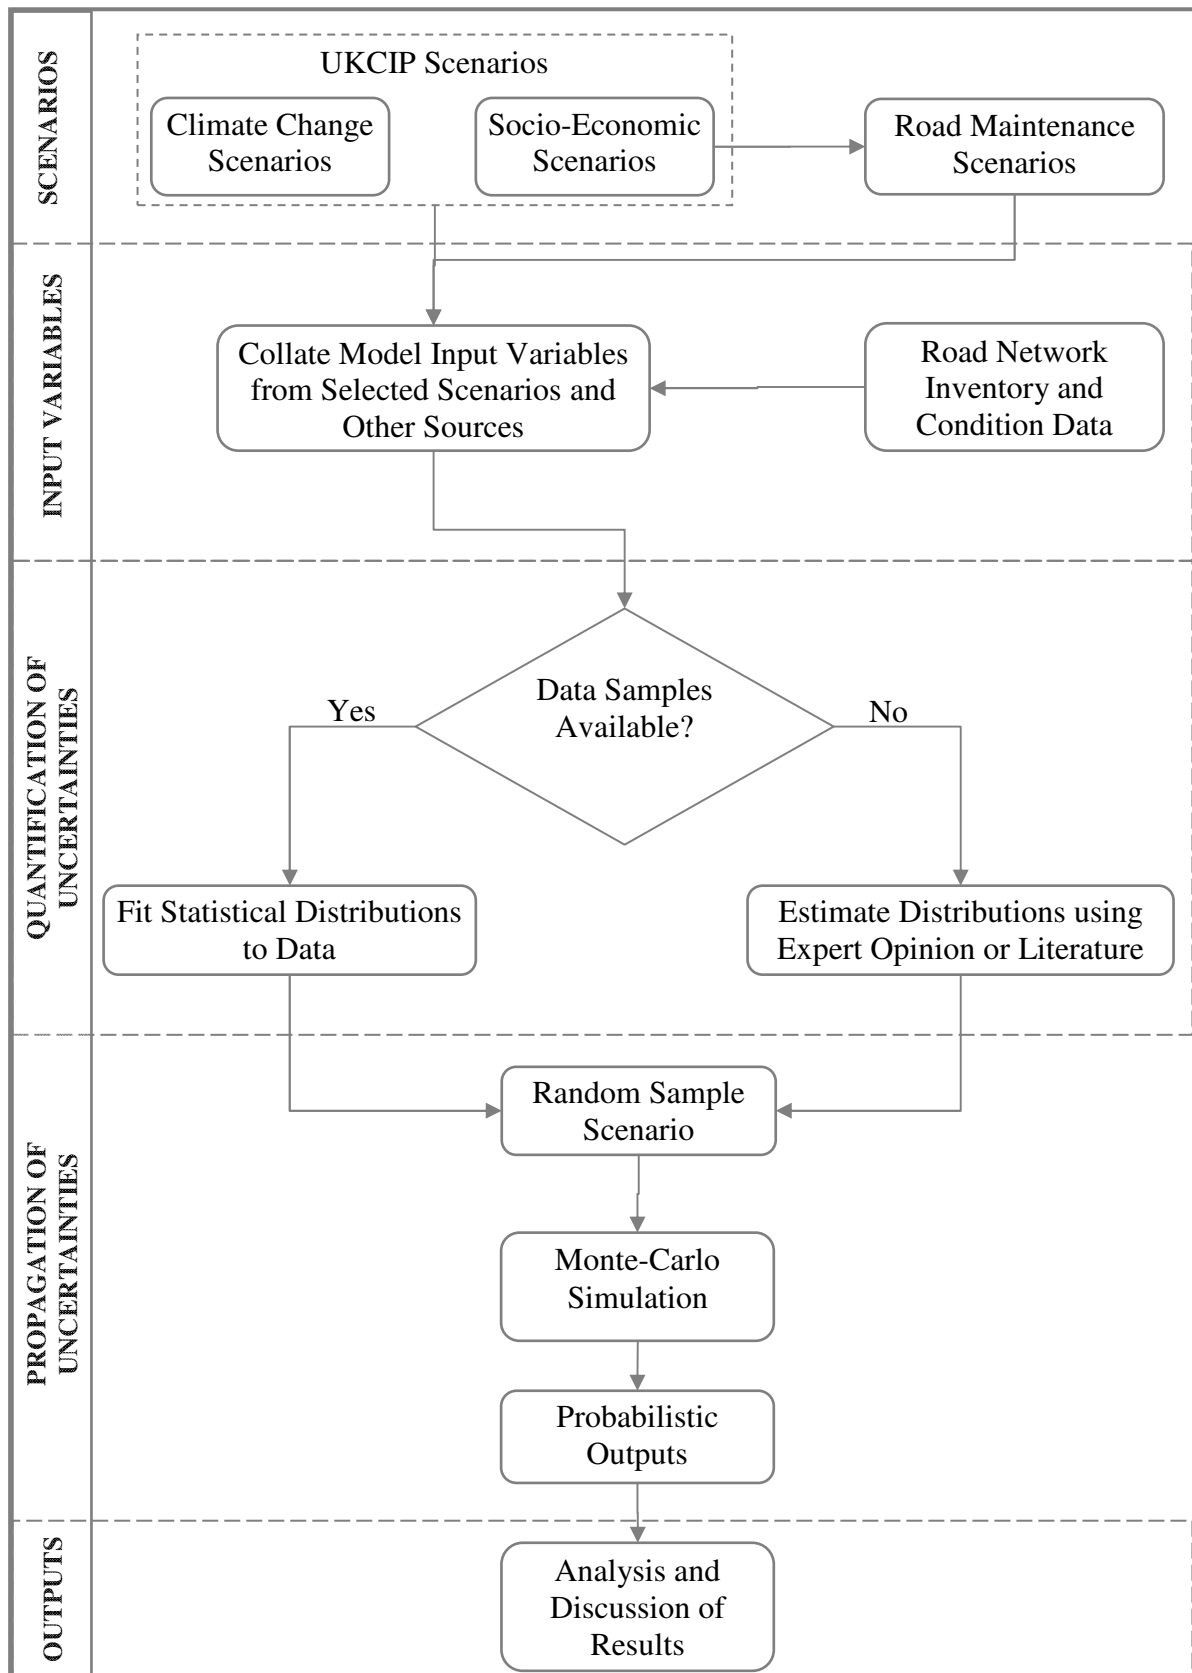 SCENARIOS
UKCIP Scenarios
Climate Change
Scenarios
Socio-Economic
Scenarios
Road Maintenance
Scenarios
INPUT VARIABLES
Collate Model Input Variables
from Selected Scenarios and
Other Sources
Road Network
Inventory and
Condition Data
QUANTIFICATION OF
UNCERTAINTIES
Data Samples
Available?
Yes
No
Fit Statistical Distributions
to Data
Estimate Distributions using
Expert Opinion or Literature
PROPAGATION OF
UNCERTAINTIES
Random Sample
Scenario
Monte-Carlo
Simulation
Probabilistic
Outputs
OUTPUTS
Analysis and
Discussion of
Results